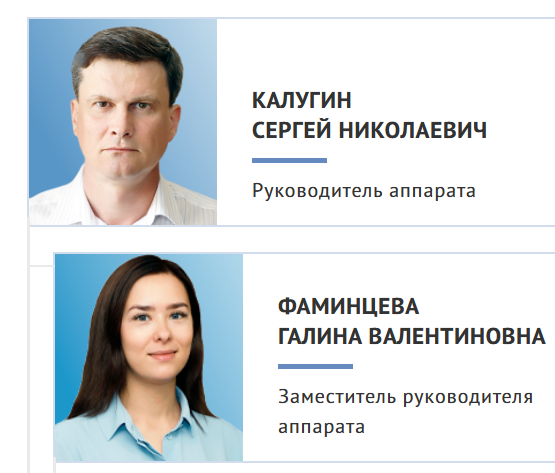 КАЛУГИН
СЕРГЕЙ НИКОЛАЕВИЧ
Руководитель аппарата
ФАМИНЦЕВА
ГАЛИНА ВАЛЕНТИНОВНА
Заместитель руководителя
аппарата